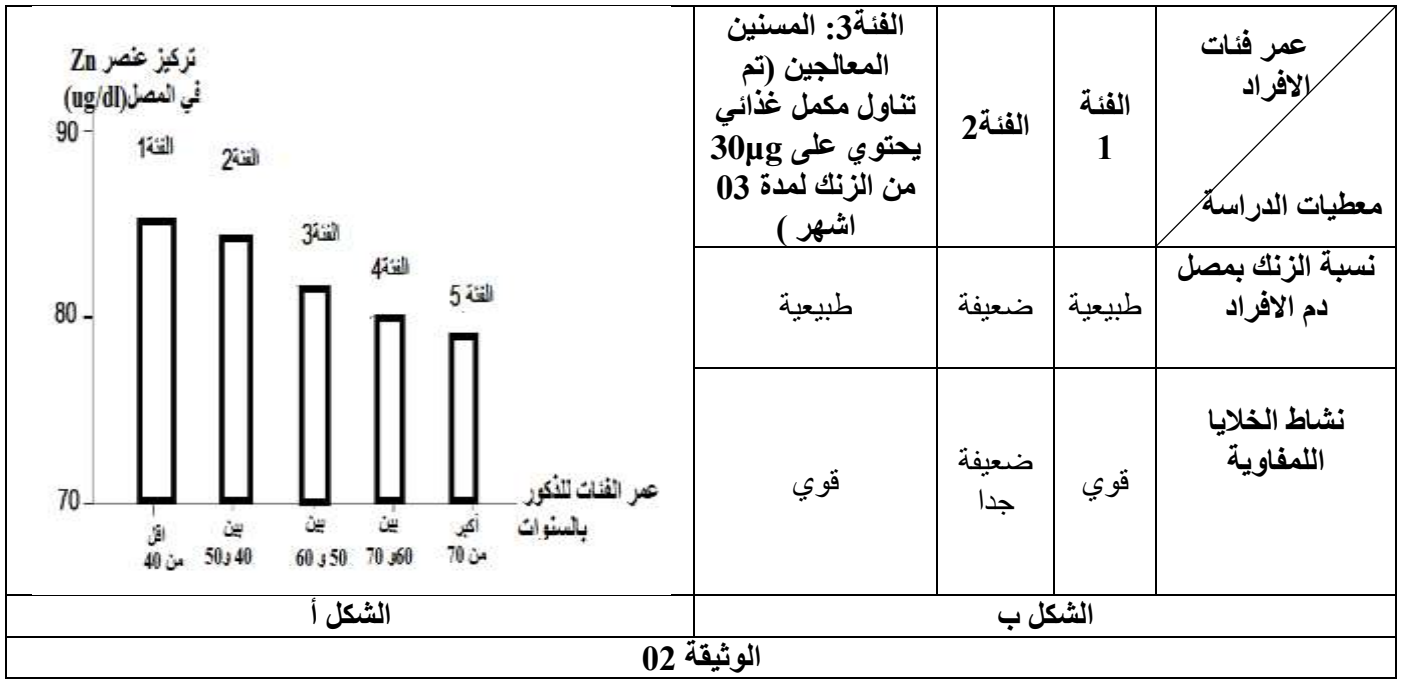 عمر فئات
الافراد
معطيات الدراسة
الفئة
1
الفئة2
الفئة3: المسنين
المعالجين (تم
تناول مكمل غذائي
يحتوي على 30µg
من الزنك لمدة 03
اشهر )
نسبة الزنك بمصل
دم الافراد
طبيعية
ضعيفة
طبيعية
نشاط الخلايا
اللمفاوية
قوي
ضعيفة
جدا
قوي
الشكل ب
تركيز عنصر Zn
في المصل(ug/dl)
90
80
70
الفئة1
الفئة2
الفئة3
الفئة4
الفئة 5
اقل
من 40
بين
40 و50
بين
50 و 60
بين
60و 70
أكبر
من 70
عمر الفئات للذكور
بالسنوات
الشكل أ
الوثيقة 02